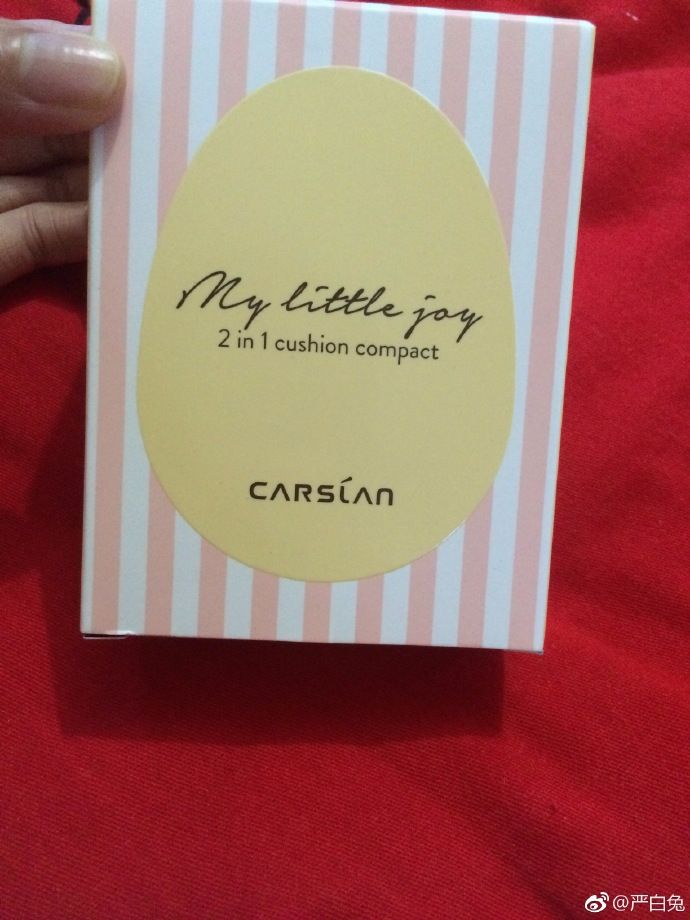 My little joy
2 in 1 cushion compact
CARSLAN
@严白兔